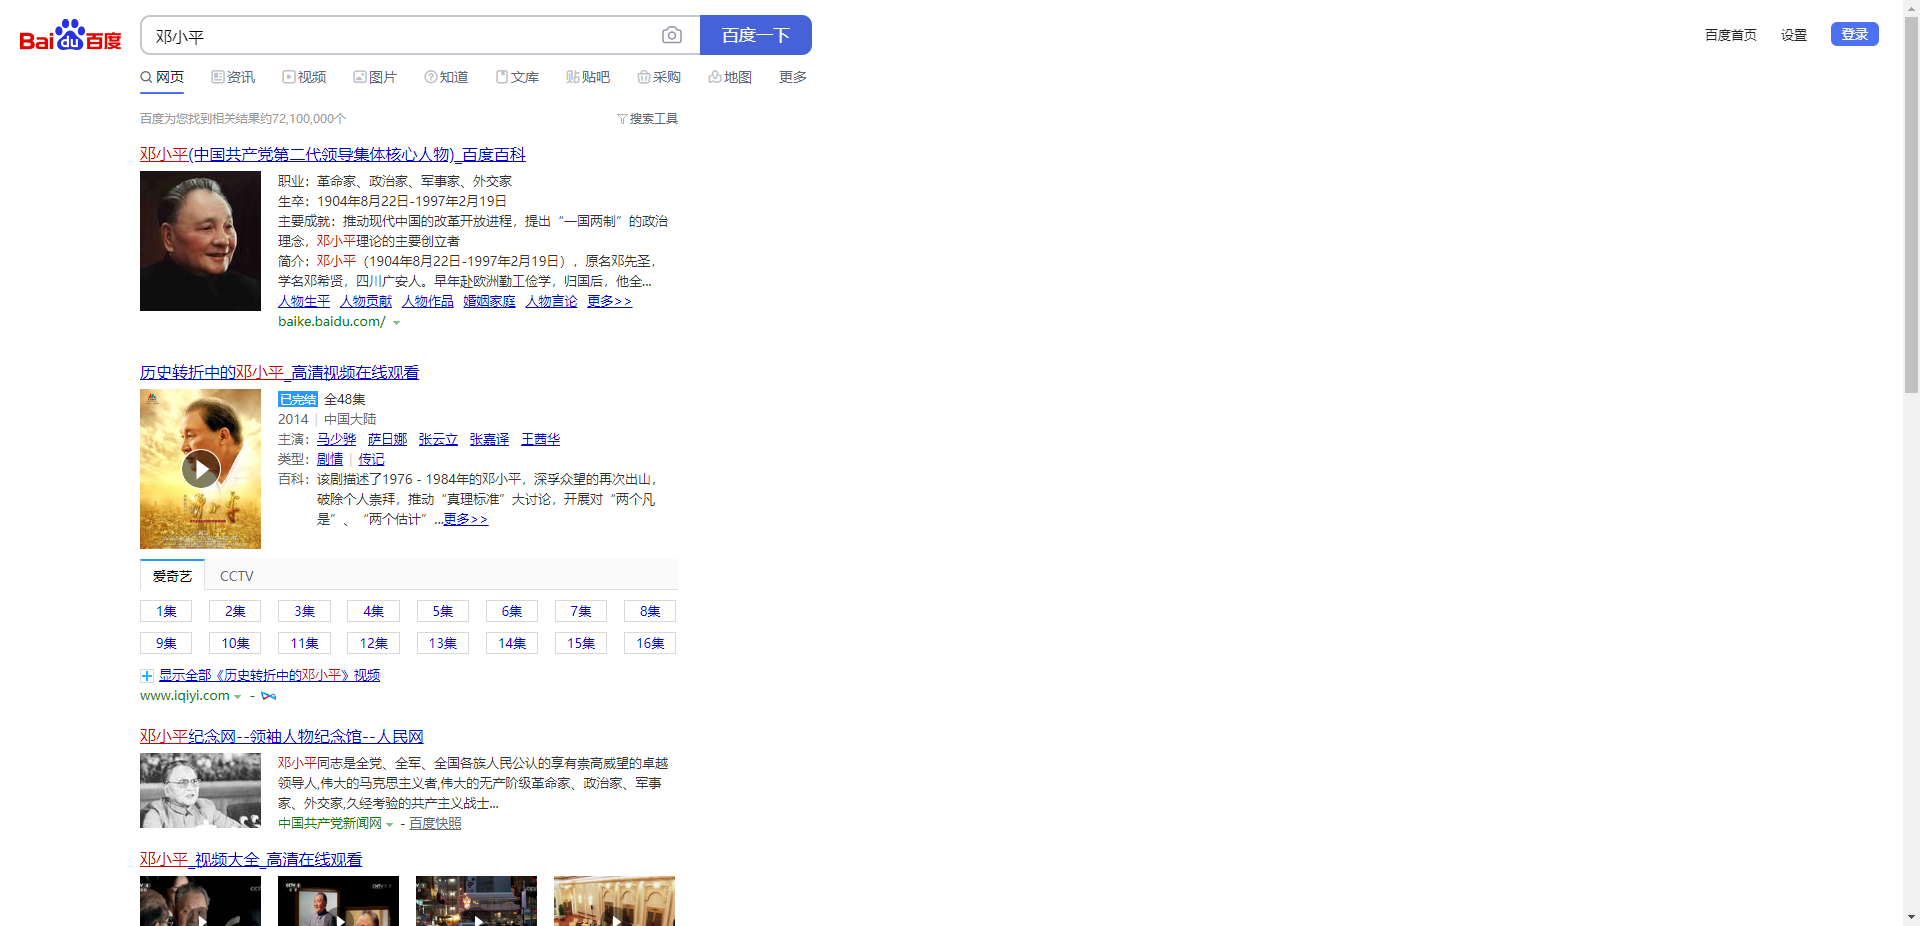 Bai du 百度
邓小平
百度一下
百度首页 设置 登录
网页 资讯 视频 图片 知道 文库 贴吧 采购 地图 更多
百度为您找到相关结果约72,100,000个 搜索工具
邓小平(中国共产党第二代领导集体核心人物)_百度百科
职业：革命家、政治家、军事家、外交家
生卒：1904年8月22日-1997年2月19日
主要成就：推动现代中国的改革开放进程，提出“一国两制”的政治
理念，邓小平理论的主要创立者
简介：邓小平（1904年8月22日-1997年2月19日），原名邓先圣，
学名邓希贤，四川广安人。早年赴欧洲勤工俭学，归国后，他全...
人物生平 人物贡献 人物作品 婚姻家庭 人物言论 更多>>
baike.baidu.com/
历史转折中的邓小平_高清视频在线观看
已完结 全48集
2014 | 中国大陆
主演：马少骅 萨日娜 张云立 张嘉译 王茜华
类型：剧情 | 传记
百科：该剧描述了1976 - 1984年的邓小平，深孚众望的再次出山，
破除个人崇拜，推动“真理标准”大讨论，开展对“两个凡
是”、“两个估计”...更多>>
爱奇艺 CCTV
1集 2集 3集 4集 5集 6集 7集 8集
9集 10集 11集 12集 13集 14集 15集 16集
显示全部《历史转折中的邓小平》视频
www.iqiyi.com -
邓小平纪念网--领袖人物纪念馆--人民网
邓小平同志是全党、全军、全国各族人民公认的享有崇高威望的卓越
领导人,伟大的马克思主义者,伟大的无产阶级革命家、政治家、军事
家、外交家,久经考验的共产主义战士...
中国共产党新闻网 - 百度快照
邓小平_视频大全_高清在线观看